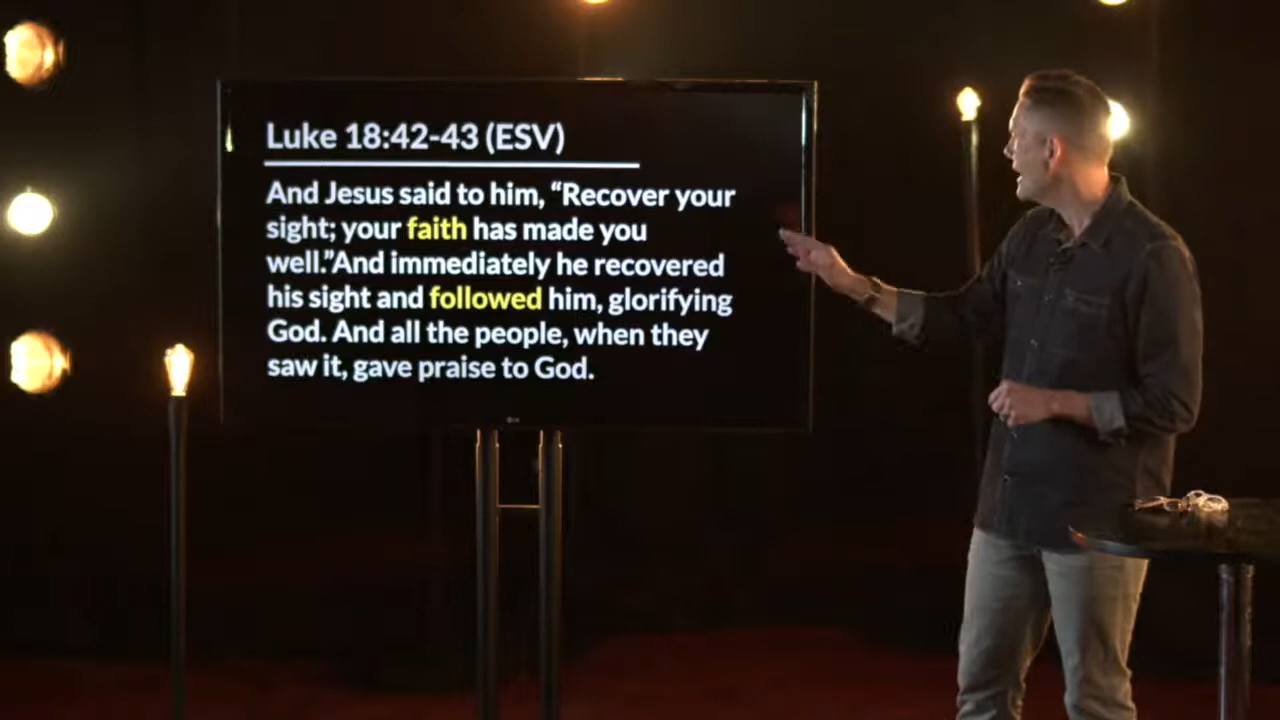 Luke 18:42-43 (ESV)
And Jesus said to him, “Recover your
sight; your faith has made you
well.”And immediately he recovered
his sight and followed him, glorifying
God. And all the people, when they
saw it, gave praise to God.